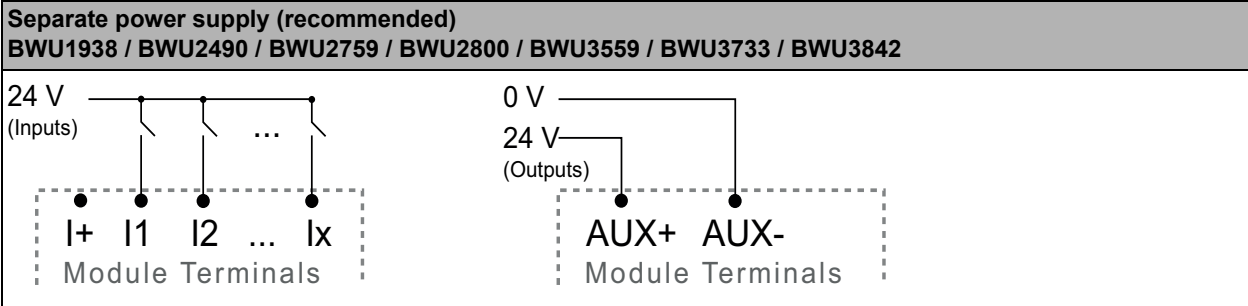 Separate power supply (recommended)
BWU1938 / BWU2490 / BWU2759 / BWU2800 / BWU3559 / BWU3733 / BWU3842
24 V
(Inputs)
...
I+ I1 I2 ... Ix
Module Terminals
0 V
24 V
(Outputs)
AUX+ AUX-
Module Terminals